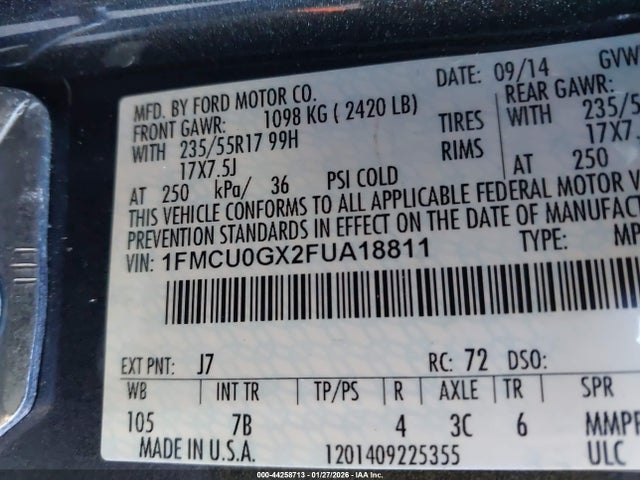 DATE: 09/14 GVW
MFD. BY FORD MOTOR CO.
FRONT GAWR: 1098 KG ( 2420 LB) REAR GAWR:
WITH 235/55R17 99H TIRES WITH 235/5
17X7.5J RIMS 17X7.
AT 250 kPa/ 36 PSI COLD AT 250
THIS VEHICLE CONFORMS TO ALL APPLICABLE FEDERAL MOTOR V
PREVENTION STANDARDS IN EFFECT ON THE DATE OF MANUFACTU
VIN: 1FMCU0GX2FUA18811 TYPE: MP
EXT PNT: J7 RC: 72 DSO:
WB INT TR TP/PS R AXLE TR SPR
105 7B 4 3C 6 MMPF
MADE IN U.S.A. 1201409225355 ULC
000-44258713 - 01/27/2026 - IAAI.COM